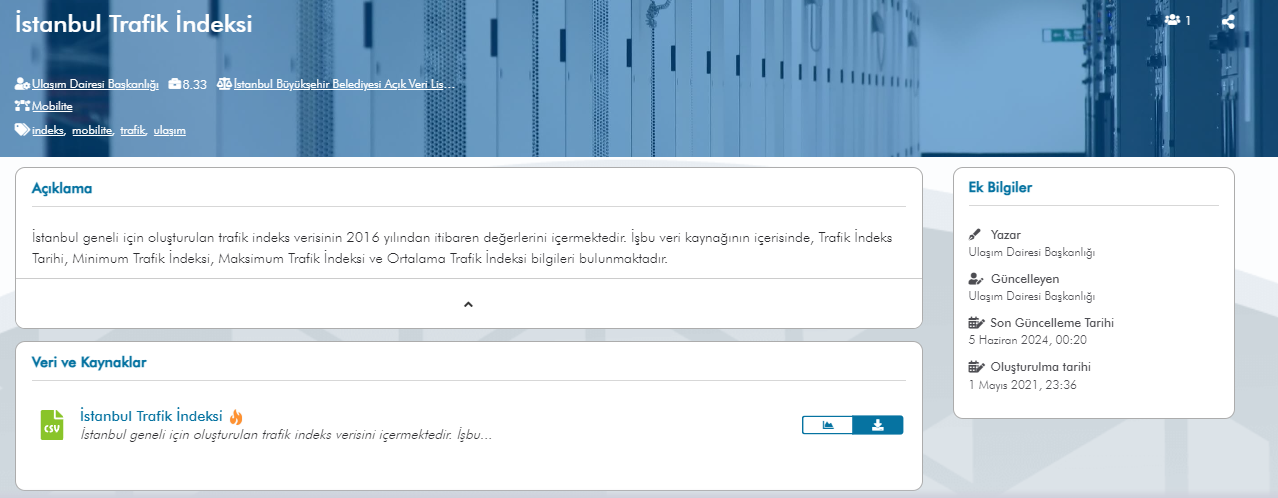 İstanbul Trafik İndeksi
1
Ulaşım Dairesi Başkanlığı 8.33 İstanbul Büyükşehir Belediyesi Açık Veri Lis...
Mobilite
indeks, mobilite, trafik, ulaşım
Açıklama
İstanbul geneli için oluşturulan trafik indeks verisinin 2016 yılından itibaren değerlerini içermektedir. İşbu veri kaynağının içerisinde, Trafik İndeks
Tarihi, Minimum Trafik İndeksi, Maksimum Trafik İndeksi ve Ortalama Trafik İndeksi bilgileri bulunmaktadır.
Veri ve Kaynaklar
CSV
İstanbul Trafik İndeksi
İstanbul geneli için oluşturulan trafik indeks verisini içermektedir. İşbu...
Ek Bilgiler
Yazar
Ulaşım Dairesi Başkanlığı
Güncelleyen
Ulaşım Dairesi Başkanlığı
Son Güncelleme Tarihi
5 Haziran 2024, 00:20
Oluşturulma tarihi
1 Mayıs 2021, 23:36